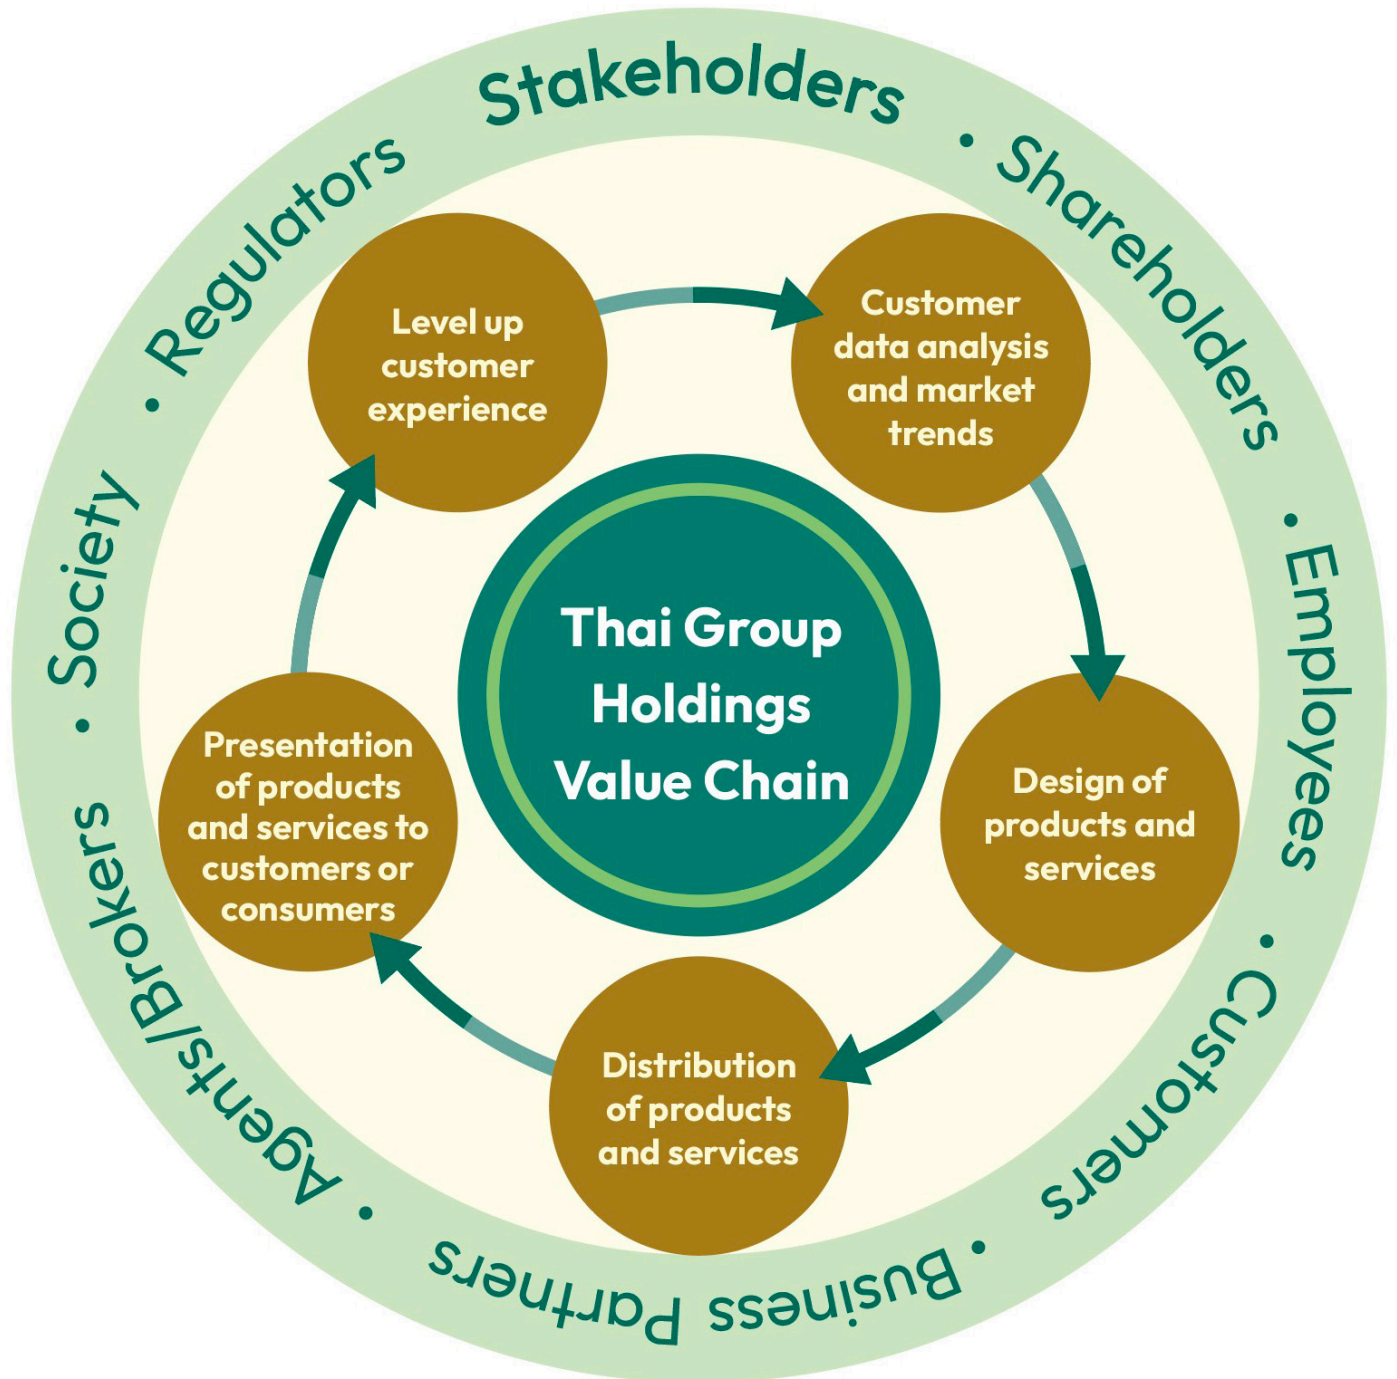 Stakeholders
• Shareholders
• Employees
• Customers
• Business Partners
• Agents/Brokers
• Society
• Regulators
Level up
customer
experience
Customer
data analysis
and market
trends
Design of
products and
services
Distribution
of products
and services
Presentation
of products
and services to
customers or
consumers
Thai Group
Holdings
Value Chain